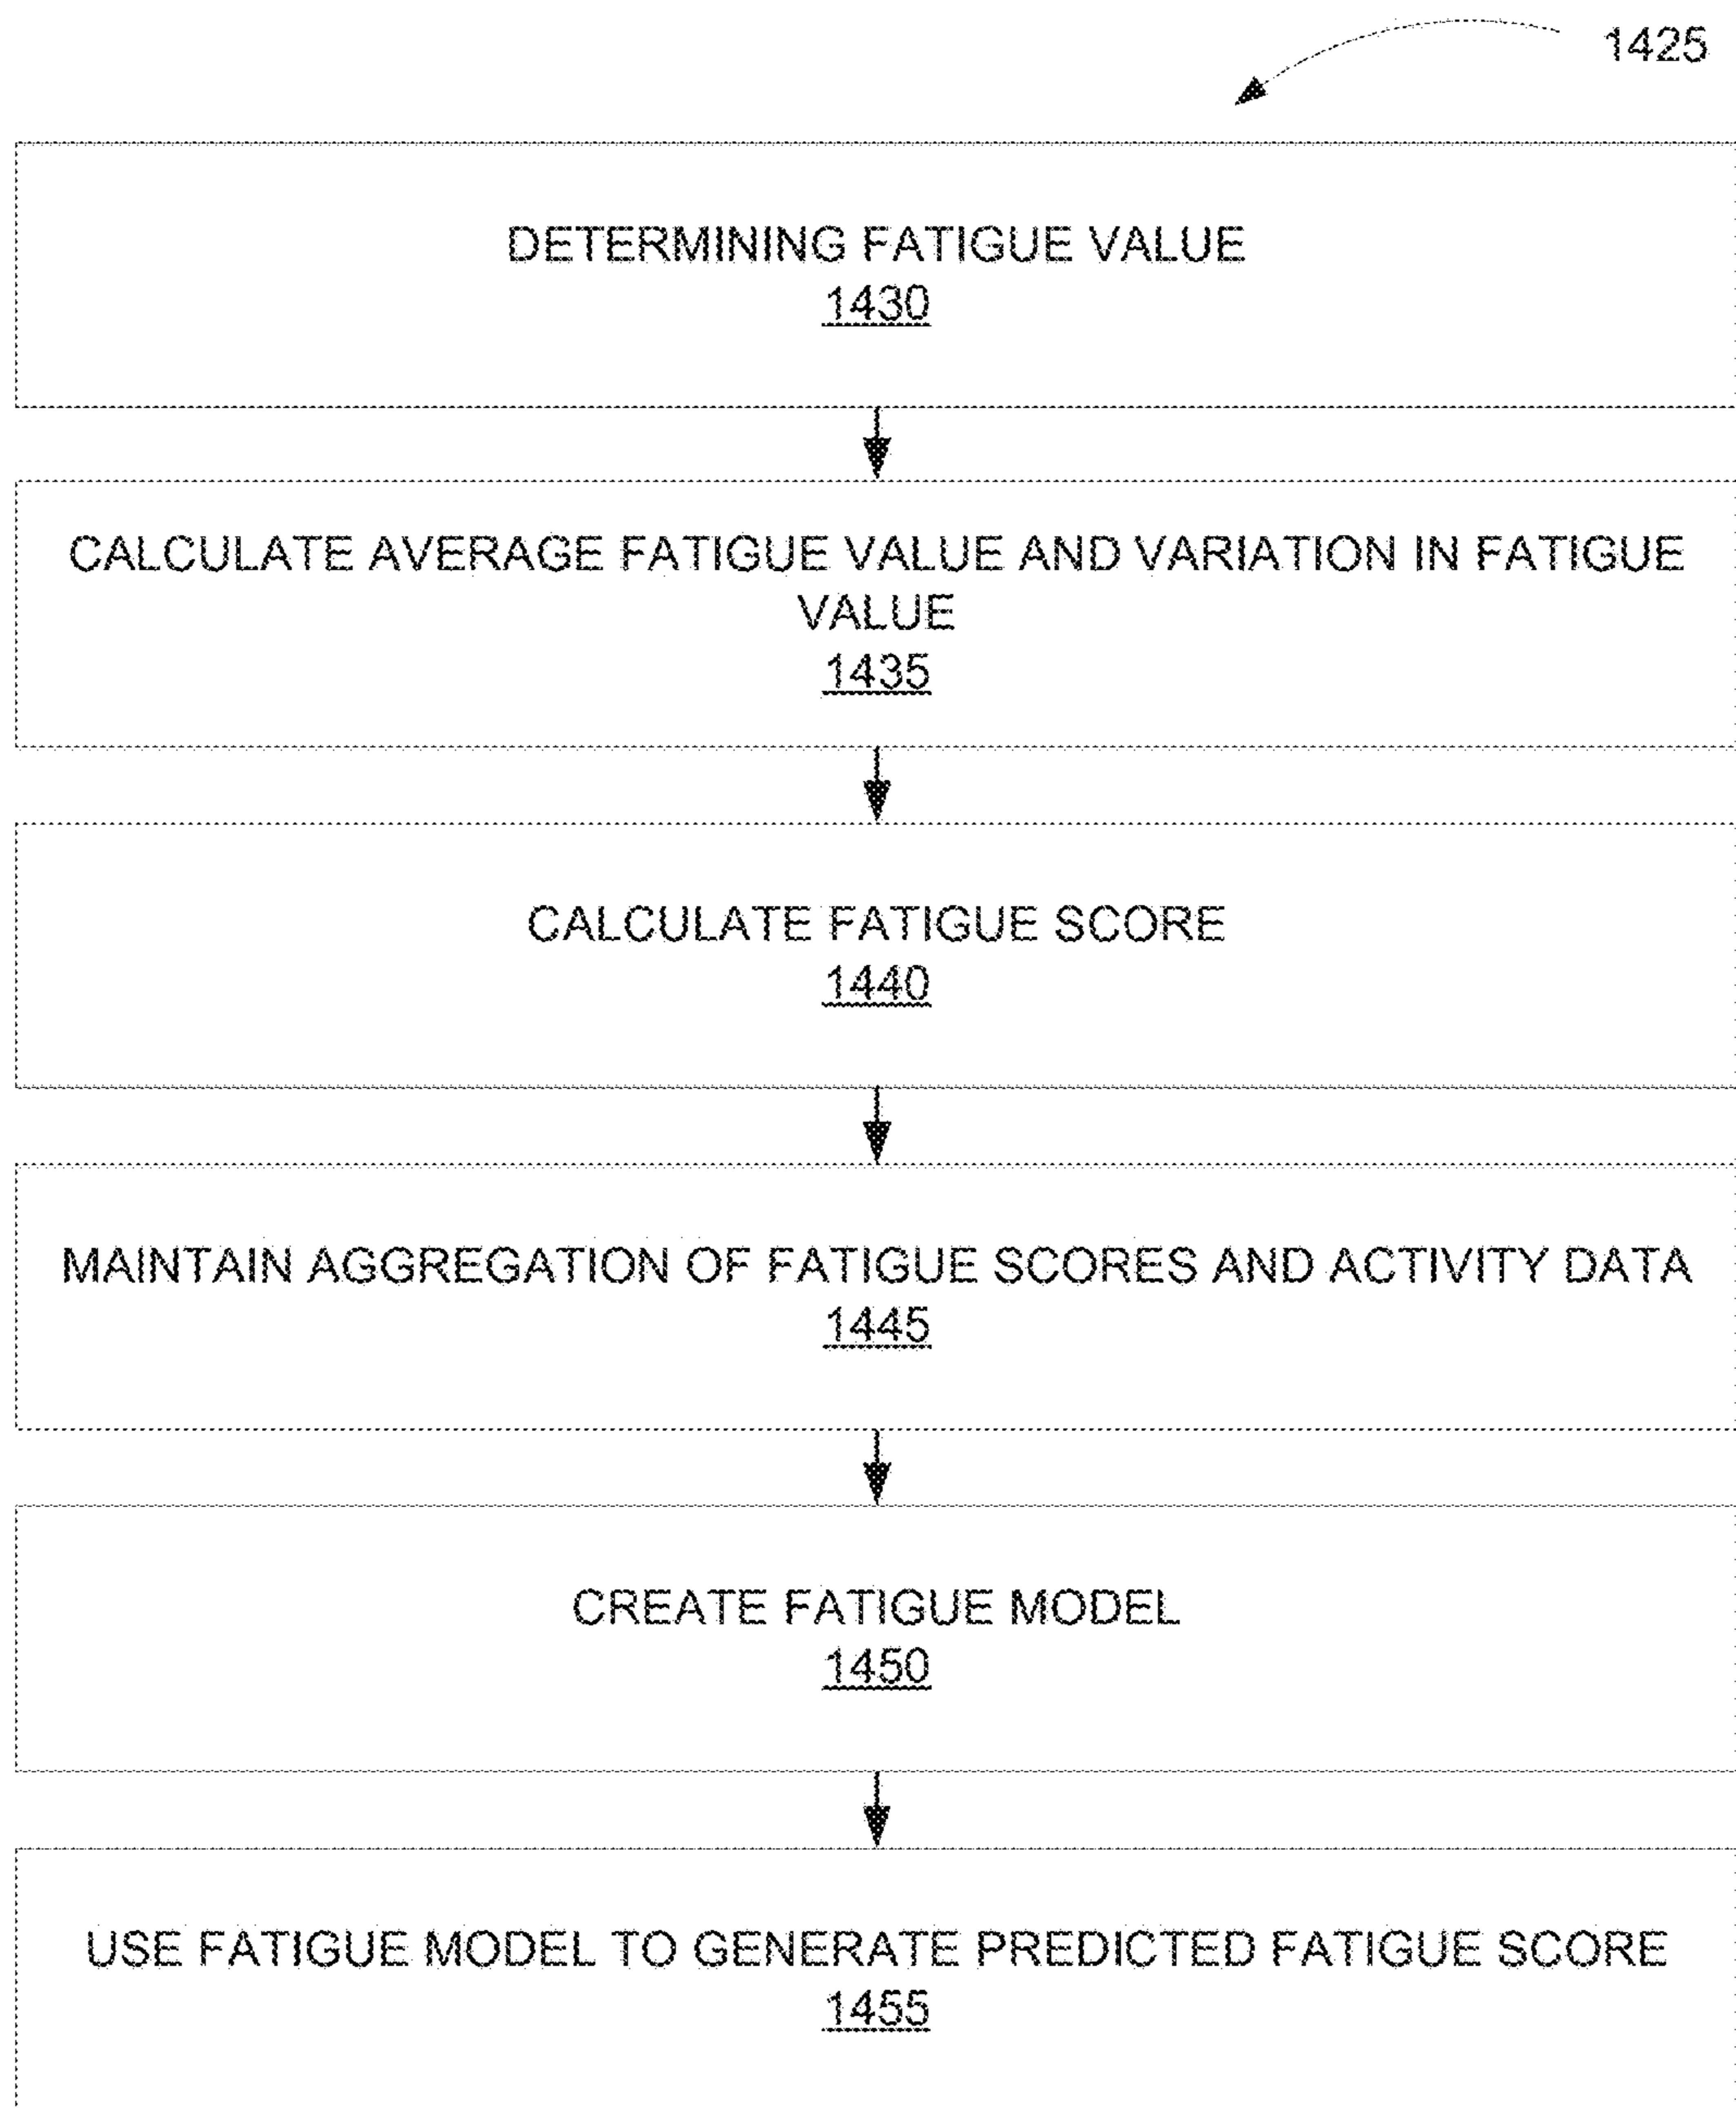 1425
DETERMINING FATIGUE VALUE
1430
CALCULATE AVERAGE FATIGUE VALUE AND VARIATION IN FATIGUE
VALUE
1435
CALCULATE FATIGUE SCORE
1440
MAINTAIN AGGREGATION OF FATIGUE SCORES AND ACTIVITY DATA
1445
CREATE FATIGUE MODEL
1450
USE FATIGUE MODEL TO GENERATE PREDICTED FATIGUE SCORE
1455